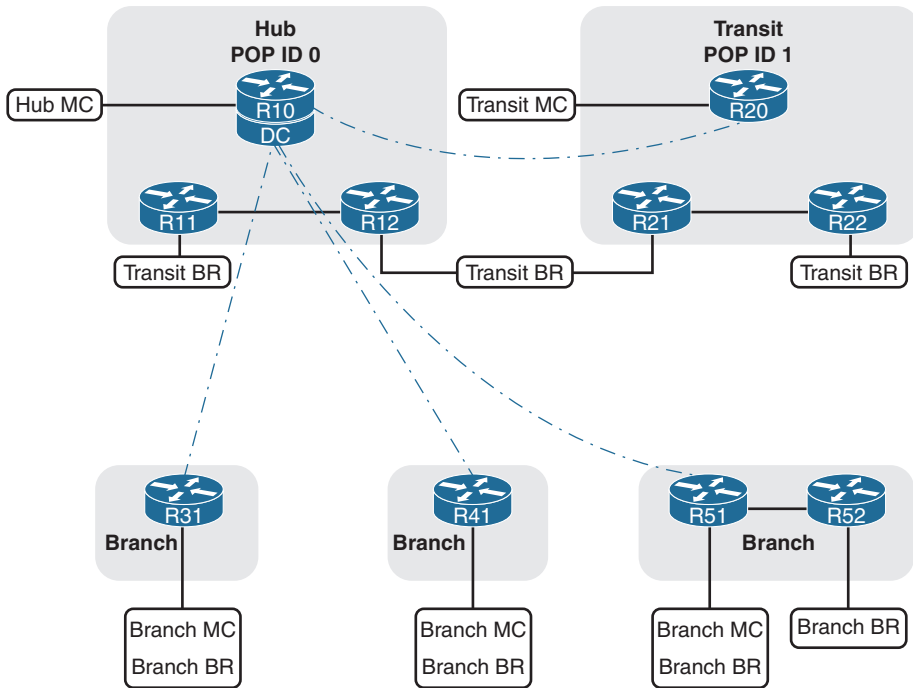 Hub
POP ID 0
Transit
POP ID 1
Hub MC
R10
DC
Transit MC
R20
R11
R12
R21
R22
Transit BR
Transit BR
Transit BR
R31
Branch
R41
Branch
R51
R52
Branch
Branch MC
Branch BR
Branch MC
Branch BR
Branch MC
Branch BR
Branch BR